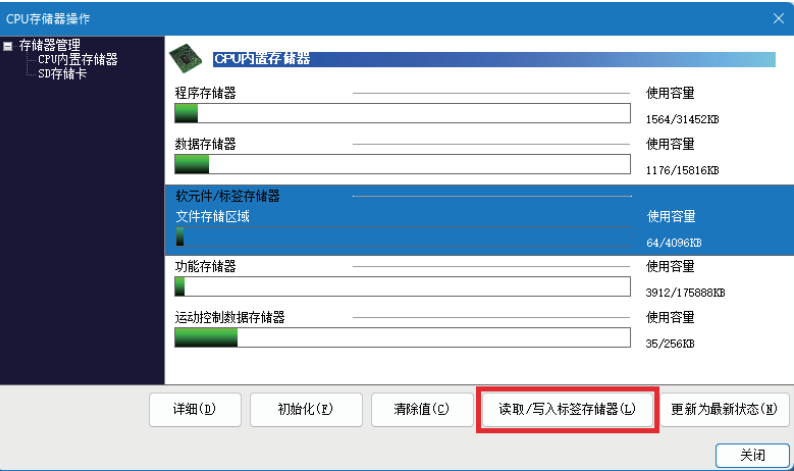 CPU存储器操作
存储器管理
CPU内置存储器
SD存储卡
CPU内置存储器
程序存储器
使用容量
1564/31452KB
数据存储器
使用容量
1176/15816KB
软元件/标签存储器
文件存储区域
使用容量
64/4096KB
功能存储器
使用容量
3912/175888KB
运动控制数据存储器
使用容量
35/256KB
详细(D)
初始化(F)
清除值(C)
读取/写入标签存储器(L)
更新为最新状态(N)
关闭